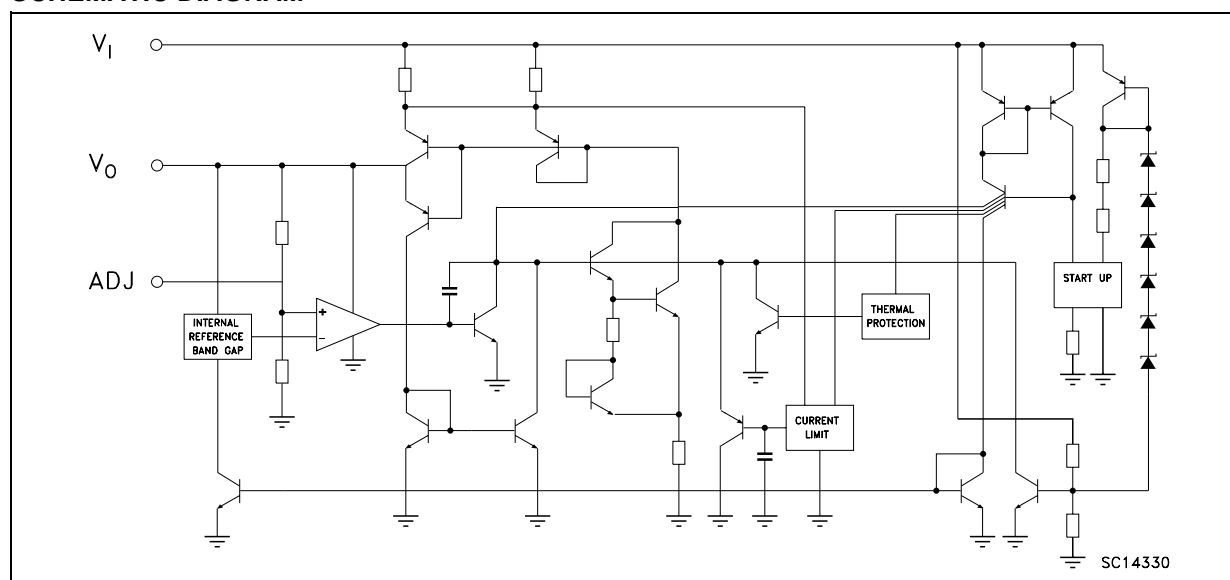 SCHEMATIC DIAGRAM
V_I
V_O
ADJ
INTERNAL
REFERENCE
BAND GAP
+
−
START UP
THERMAL
PROTECTION
CURRENT
LIMIT
SC14330